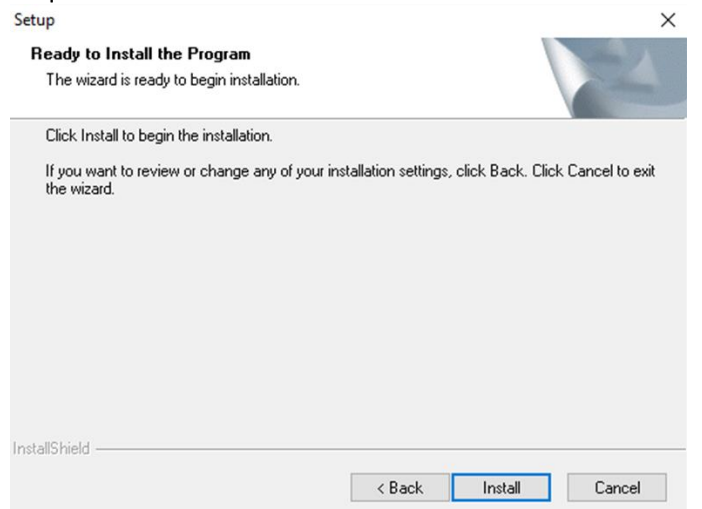 Setup
Ready to Install the Program
The wizard is ready to begin installation.
Click Install to begin the installation.
If you want to review or change any of your installation settings, click Back. Click Cancel to exit
the wizard.
InstallShield
< Back Install Cancel